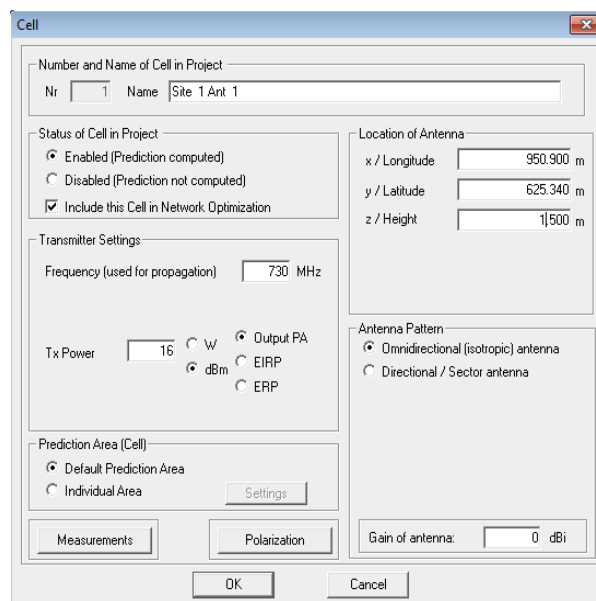 Cell
Number and Name of Cell in Project
Nr 1 Name Site 1 Ant 1
Status of Cell in Project
Enabled (Prediction computed)
Disabled (Prediction not computed)
Include this Cell in Network Optimization
Location of Antenna
x / Longitude 950.900 m
y / Latitude 625.340 m
z / Height 1.500 m
Transmitter Settings
Frequency (used for propagation) 730 MHz
Tx Power 16 W dBm Output PA EIRP ERP
Antenna Pattern
Omnidirectional (isotropic) antenna
Directional / Sector antenna
Gain of antenna: 0 dBi
Prediction Area (Cell)
Default Prediction Area
Individual Area Settings
Measurements Polarization
OK Cancel